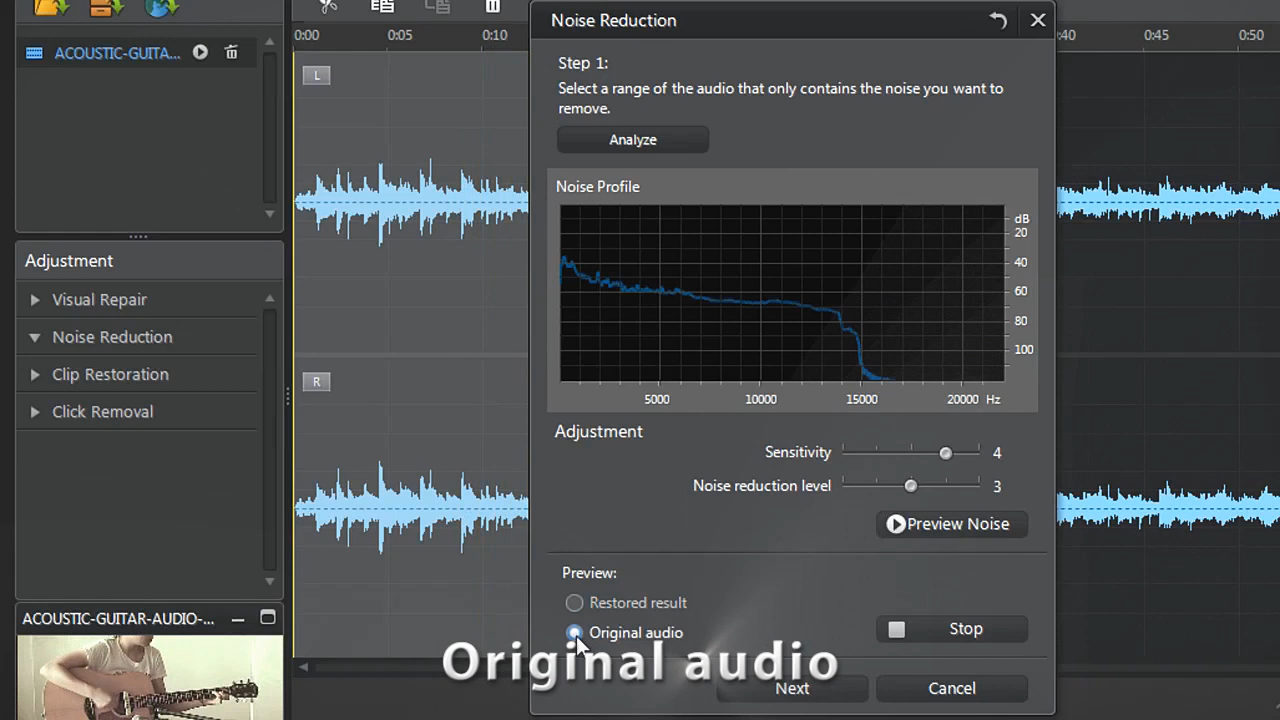 Noise Reduction
0:00 0:05 0:10 :40 0:45 0:50
ACOUSTIC-GUITA...
L
Step 1:
Select a range of the audio that only contains the noise you want to
remove.
Analyze
Noise Profile
dB
20
40
60
80
100
5000 10000 15000 20000 Hz
Adjustment
Visual Repair
Noise Reduction
Clip Restoration
Click Removal
R
Adjustment
Sensitivity 4
Noise reduction level 3
Preview Noise
Preview:
Restored result
Original audio
Stop
Next
Cancel
ACOUSTIC-GUITAR-AUDIO-...
Original audio